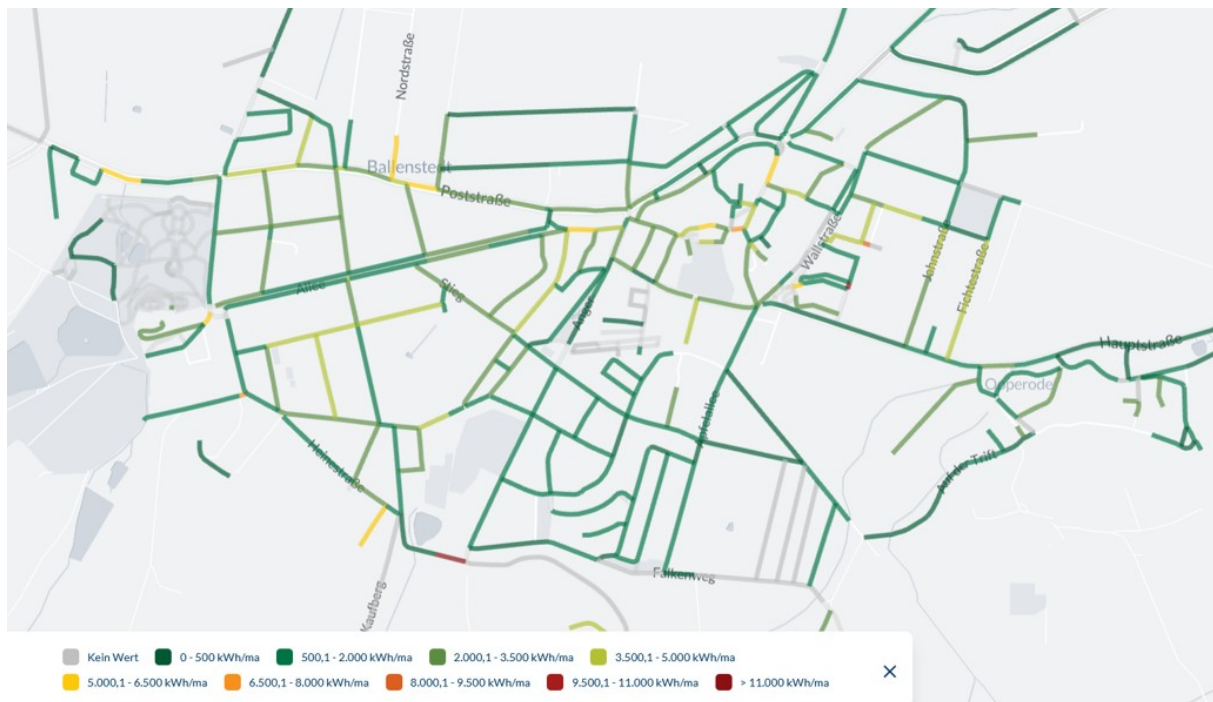 Nordstraße
Ballenstedt
Poststraße
Wallstraße
Jahnstraße
Fichtestraße
Allee
Stieg
Anger
Hauptstraße
Opperode
Apfelallee
Heinestraße
Auf der Trift
Falkenweg
Kaufberg
Kein Wert
0 - 500 kWh/ma
500,1 - 2.000 kWh/ma
2.000,1 - 3.500 kWh/ma
3.500,1 - 5.000 kWh/ma
5.000,1 - 6.500 kWh/ma
6.500,1 - 8.000 kWh/ma
8.000,1 - 9.500 kWh/ma
9.500,1 - 11.000 kWh/ma
> 11.000 kWh/ma